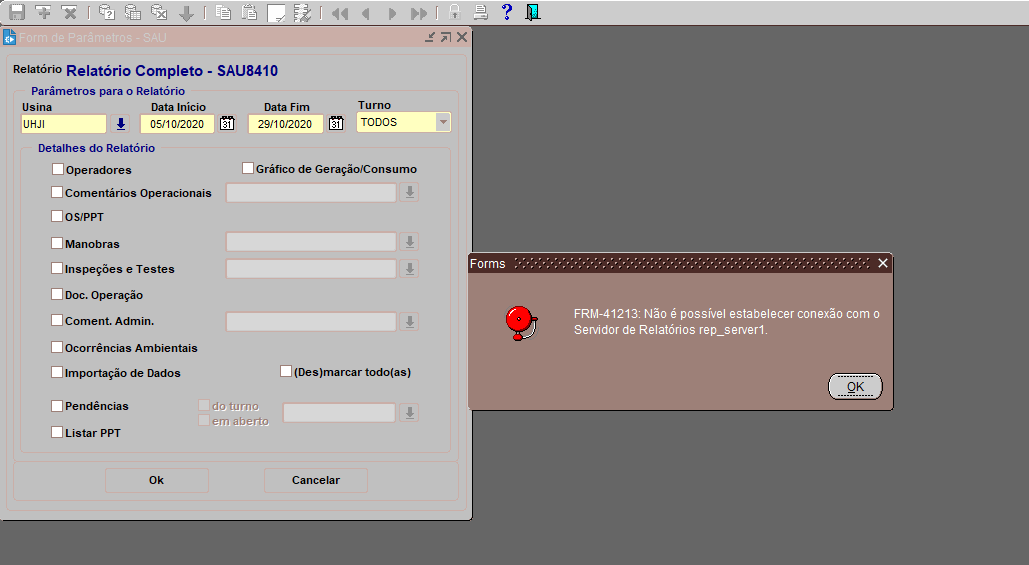 Form de Parâmetros - SAU
Relatório Relatório Completo - SAU8410
Parâmetros para o Relatório
Usina Data Início Data Fim Turno
UHJI 05/10/2020 31 29/10/2020 31 TODOS
Detalhes do Relatório
Operadores Gráfico de Geração/Consumo
Comentários Operacionais
OS/PPT
Manobras
Inspeções e Testes
Doc. Operação
Coment. Admin.
Ocorrências Ambientais
Importação de Dados (Des)marcar todo(as)
Pendências do turno
em aberto
Listar PPT
Ok Cancelar
Forms
FRM-41213: Não é possível estabelecer conexão com o
Servidor de Relatórios rep_server1.
OK